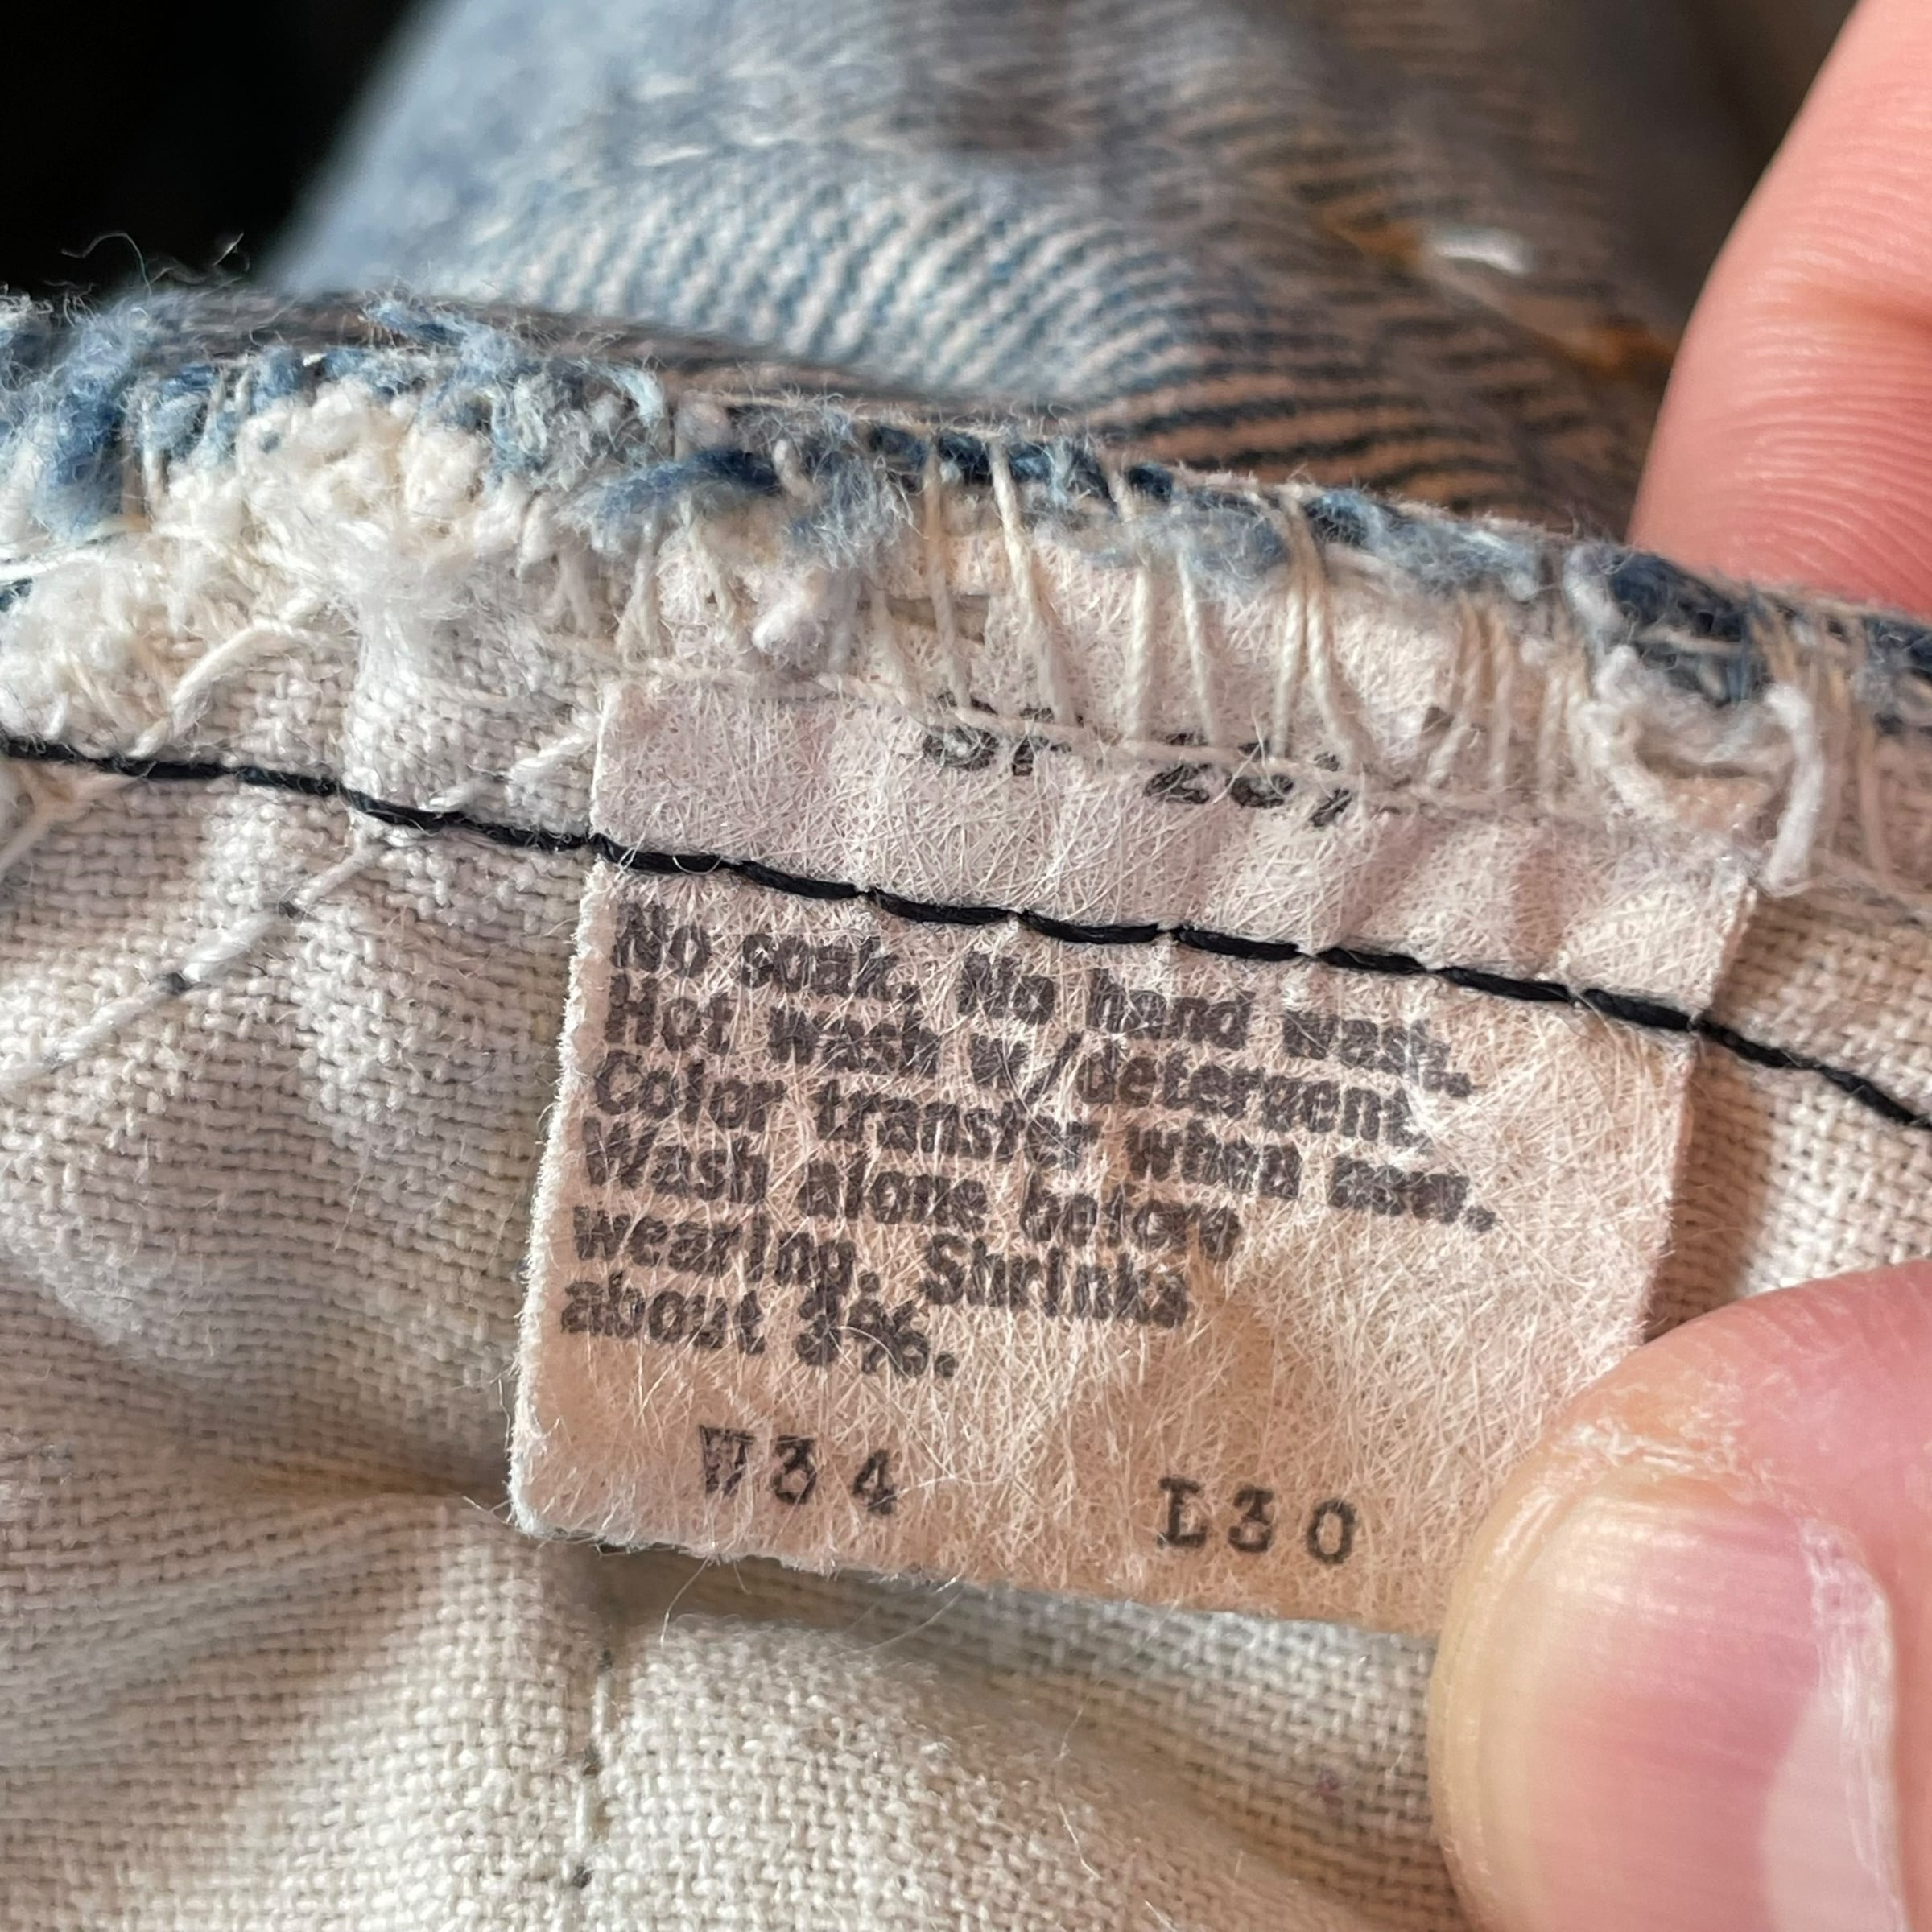 No soak. No hand wash.
Hot wash w/detergent.
Color transfer when new.
Wash alone before
wearing. Shrinks
about 3%.
W34 L30